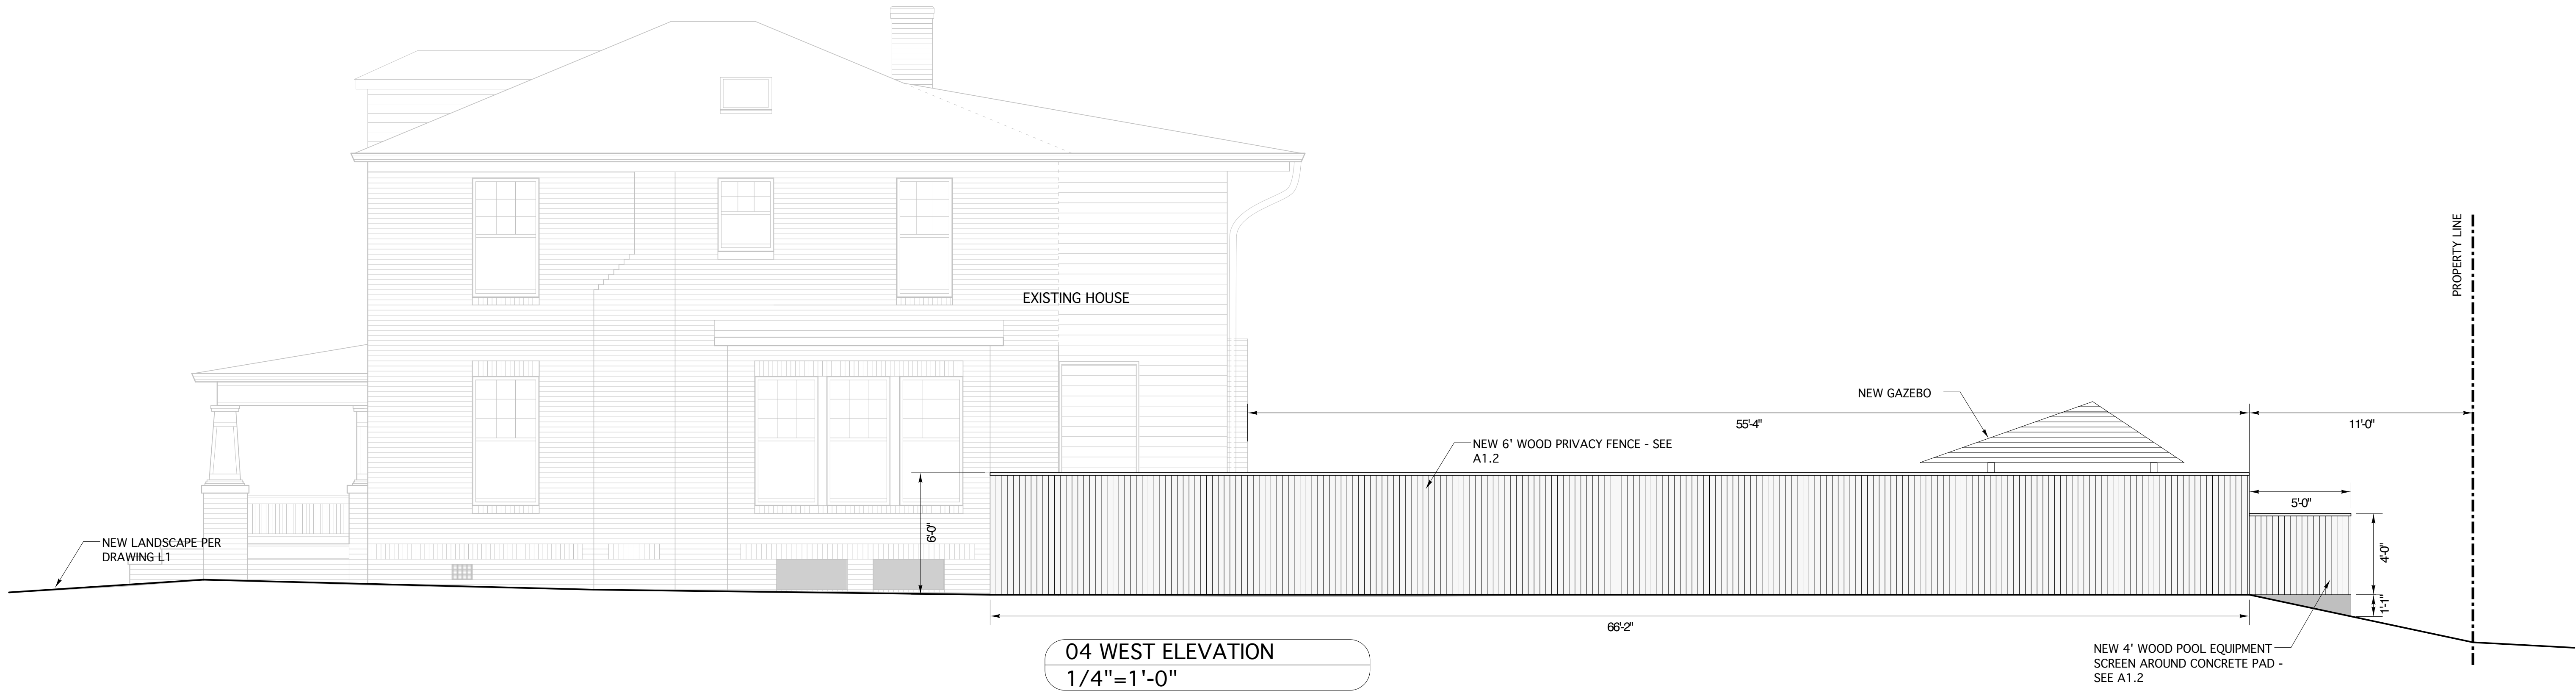 PROPERTY LINE
EXISTING HOUSE
NEW GAZEBO
55'-4"
11'-0"
NEW 6' WOOD PRIVACY FENCE - SEE
A1.2
5'-0"
6'-0"
4'-0"
NEW LANDSCAPE PER
DRAWING L1
1'-1"
66'-2"
04 WEST ELEVATION
1/4"=1'-0"
NEW 4' WOOD POOL EQUIPMENT
SCREEN AROUND CONCRETE PAD -
SEE A1.2